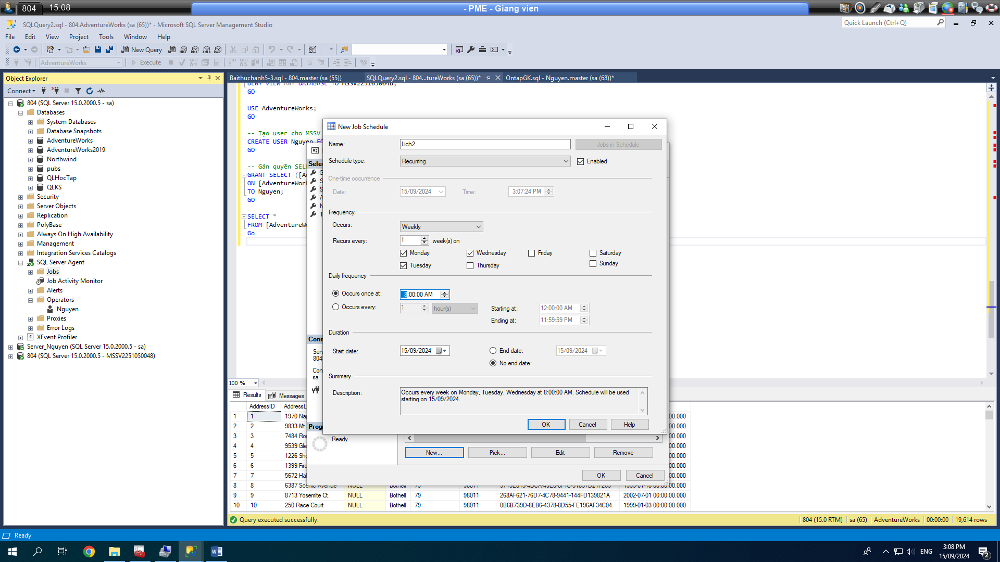 804
15:08
- PME - Giang vien
SQLQuery2.sql - 804.AdventureWorks (sa (65))* - Microsoft SQL Server Management Studio
Quick Launch (Ctrl+Q)
File Edit View Project Tools Window Help
New Query
MDX DMX XMLA DAX
AdventureWorks
Execute
Object Explorer
Baithuchanh5-3.sql - 804.master (sa (55))
SQLQuery2.sql - 804...tureWorks (sa (65))*
OntapGK.sql - Nguyen.master (sa (68))*
Connect
804 (SQL Server 15.0.2000.5 - sa)
Databases
System Databases
Database Snapshots
AdventureWorks
AdventureWorks2019
Northwind
pubs
QLHocTap
QLKS
Security
Server Objects
Replication
PolyBase
Always On High Availability
Management
Integration Services Catalogs
SQL Server Agent
Jobs
Job Activity Monitor
Alerts
Operators
Nguyen
Proxies
Error Logs
XEvent Profiler
Server_Nguyen (SQL Server 15.0.2000.5 - sa)
804 (SQL Server 15.0.2000.5 - MSSV2251050048)
DENY VIEW ANY DATABASE TO MSSV2251050048;
GO
USE AdventureWorks;
GO
-- Tạo user cho MSSV
CREATE USER Nguyen FO
GO
-- Gán quyền SEL
GRANT SELECT ([A
ON [AdventureWo
TO Nguyen;
GO
SELECT *
FROM [AdventureW
Go
100 %
Sele
Conn
Serv
804
Con
sa
Prog
Ready
New...
Pick...
Edit
Remove
OK
Cancel
New Job Schedule
Name:
Lich2
Jobs in Schedule
Schedule type:
Recurring
Enabled
One-time occurrence
Date:
15/09/2024
Time:
3:07:24 PM
Frequency
Occurs:
Weekly
Recurs every:
1
week(s) on
Monday
Wednesday
Friday
Saturday
Tuesday
Thursday
Sunday
Daily frequency
Occurs once at:
8:00:00 AM
Occurs every:
1
hour(s)
Starting at:
12:00:00 AM
Ending at:
11:59:59 PM
Duration
Start date:
15/09/2024
End date:
15/09/2024
No end date:
Summary
Description:
Occurs every week on Monday, Tuesday, Wednesday at 8:00:00 AM. Schedule will be used
starting on 15/09/2024.
OK
Cancel
Help
Results
Messages
AddressID AddressLi
1 1 1970 Nap 00.000
2 2 9833 Mt. 00.000
3 3 7484 Ro 00.000
4 4 9539 Gle 00.000
5 5 1226 Sho 00.000
6 6 1399 Fire 00.000
7 7 5672 Hal 00.000
8 8 6387 Scenic Avenue NULL Bothell 79 98011
9 9 8713 Yosemite Ct. NULL Bothell 79 98011 268AF621-76D7-4C78-9441-144FD139821A 2002-07-01 00:00:00.000
10 10 250 Race Court NULL Bothell 79 98011 0B6B739D-8EB6-4378-8D55-FE196AF34C04 1999-01-03 00:00:00.000
Query executed successfully.
804 (15.0 RTM)
sa (65)
AdventureWorks
00:00:00
19,614 rows
Ready
ENG
3:08 PM
15/09/2024
2